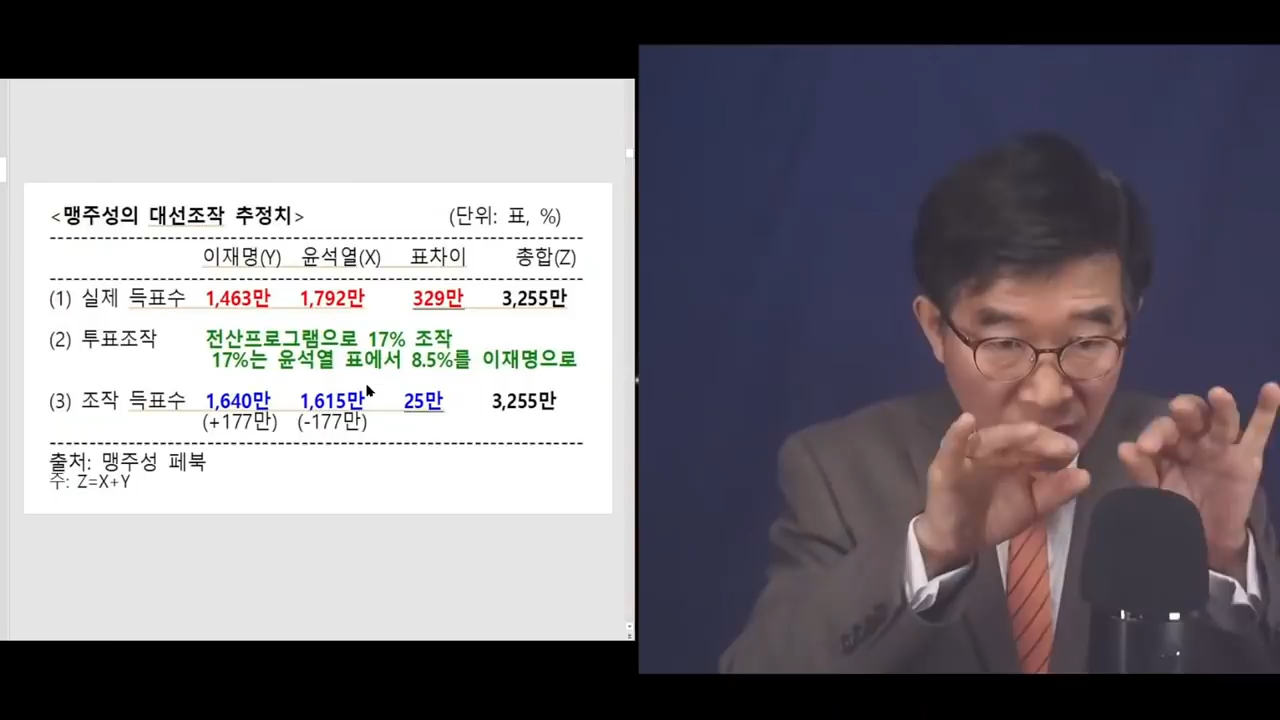 <맹주성의 대선조작 추정치> (단위: 표, %)
이재명(Y) 윤석열(X) 표차이 총합(Z)
(1) 실제 득표수 1,463만 1,792만 329만 3,255만
(2) 투표조작 전산프로그램으로 17% 조작
17%는 윤석열 표에서 8.5%를 이재명으로
(3) 조작 득표수 1,640만 1,615만 25만 3,255만
(+177만) (-177만)
출처: 맹주성 페북
주: Z=X+Y